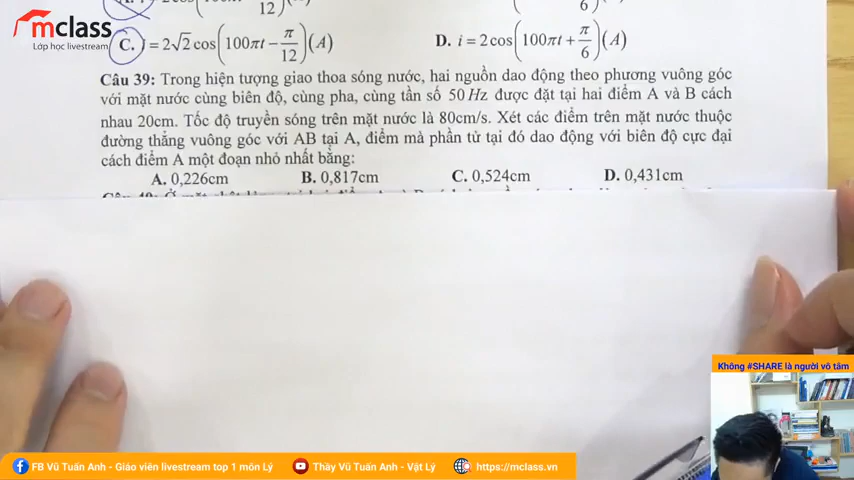 mclass
Lớp học livestream
12
6
C. i = 2√2 cos(100πt − π/12)(A)
D. i = 2cos(100πt + π/6)(A)
Câu 39: Trong hiện tượng giao thoa sóng nước, hai nguồn dao động theo phương vuông góc
với mặt nước cùng biên độ, cùng pha, cùng tần số 50Hz được đặt tại hai điểm A và B cách
nhau 20cm. Tốc độ truyền sóng trên mặt nước là 80cm/s. Xét các điểm trên mặt nước thuộc
đường thẳng vuông góc với AB tại A, điểm mà phần tử tại đó dao động với biên độ cực đại
cách điểm A một đoạn nhỏ nhất bằng:
A. 0,226cm B. 0,817cm C. 0,524cm D. 0,431cm
Không #SHARE là người vô tâm
FB Vũ Tuấn Anh - Giáo viên livestream top 1 môn Lý
Thầy Vũ Tuấn Anh - Vật Lý
https://mclass.vn